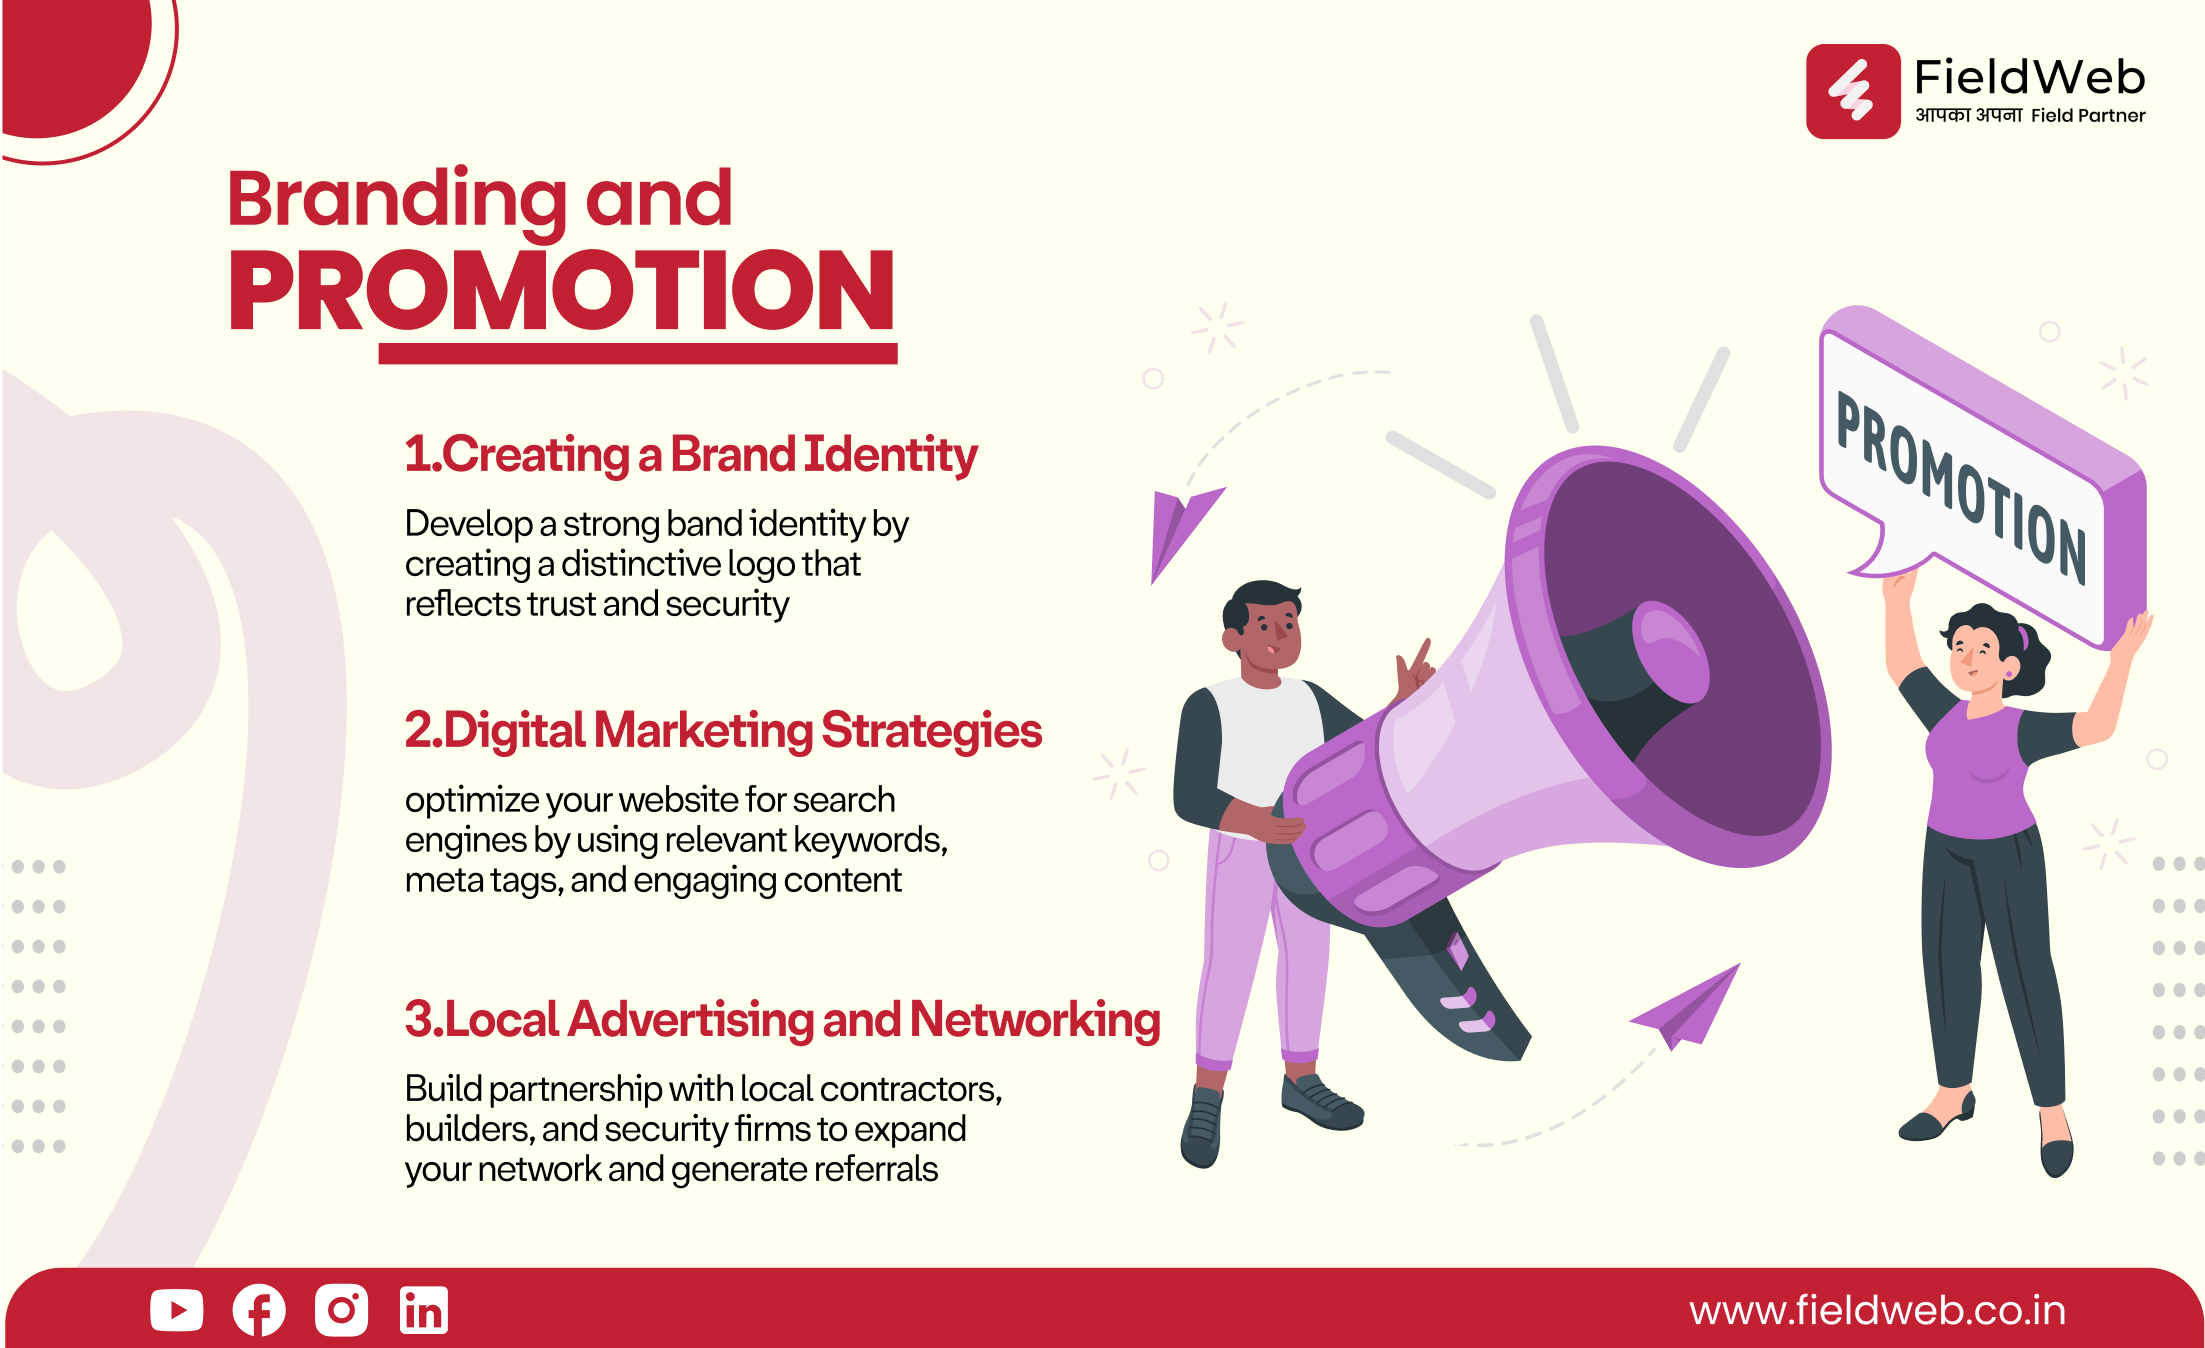 FieldWeb
आपका अपना Field Partner
Branding and
PROMOTION
1.Creating a Brand Identity
Develop a strong band identity by
creating a distinctive logo that
reflects trust and security
2.Digital Marketing Strategies
optimize your website for search
engines by using relevant keywords,
meta tags, and engaging content
3.Local Advertising and Networking
Build partnership with local contractors,
builders, and security firms to expand
your network and generate referrals
PROMOTION
www.fieldweb.co.in